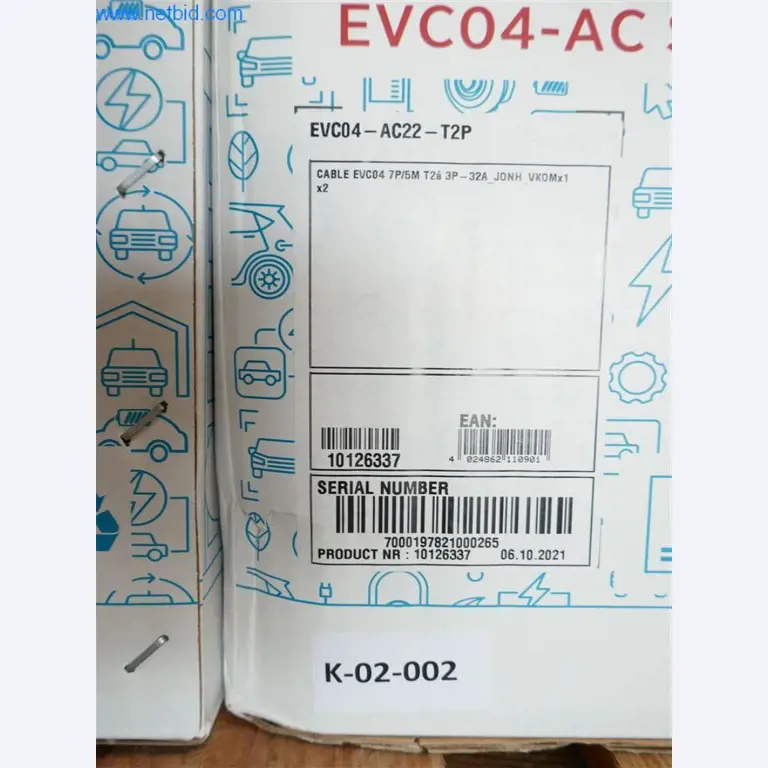 www.netbid.com
EVC04-AC
EVC04-AC22-T2P
CABLE EVC04 7P/5M T2â 3P-32A_JONH_VKOMx1
x2
EAN:
10126337
4 024862 110901
SERIAL NUMBER
7000197821000265
PRODUCT NR : 10126337 06.10.2021
K-02-002